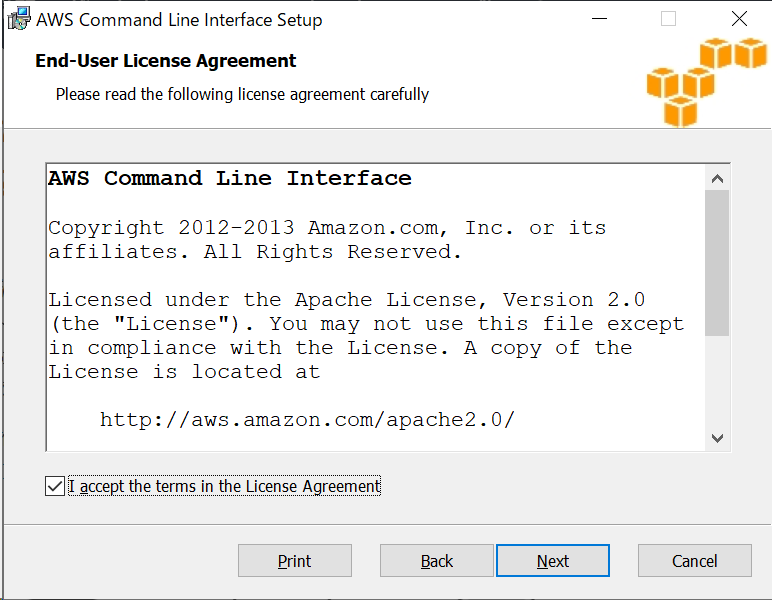 AWS Command Line Interface Setup
End-User License Agreement
Please read the following license agreement carefully
AWS Command Line Interface
Copyright 2012-2013 Amazon.com, Inc. or its
affiliates. All Rights Reserved.
Licensed under the Apache License, Version 2.0
(the "License"). You may not use this file except
in compliance with the License. A copy of the
License is located at
http://aws.amazon.com/apache2.0/
I accept the terms in the License Agreement
Print Back Next Cancel